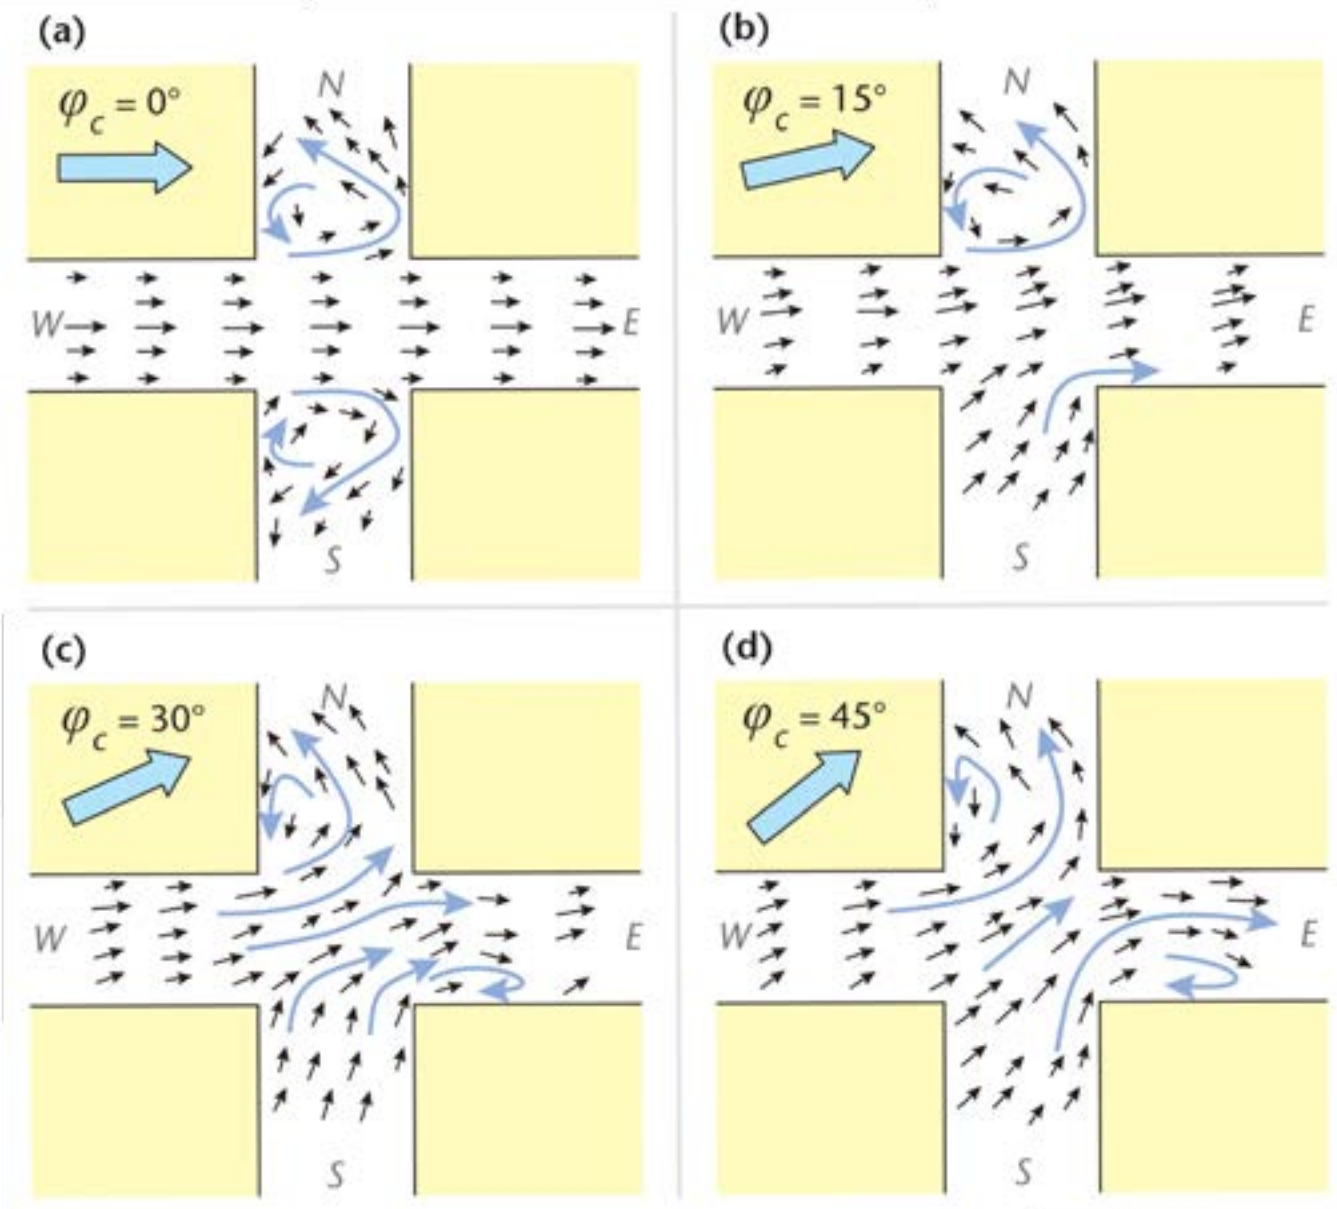 (a)
N
φc = 0°
W
E
S
(b)
N
φc = 15°
W
E
S
(c)
N
φc = 30°
W
E
S
(d)
N
φc = 45°
W
E
S